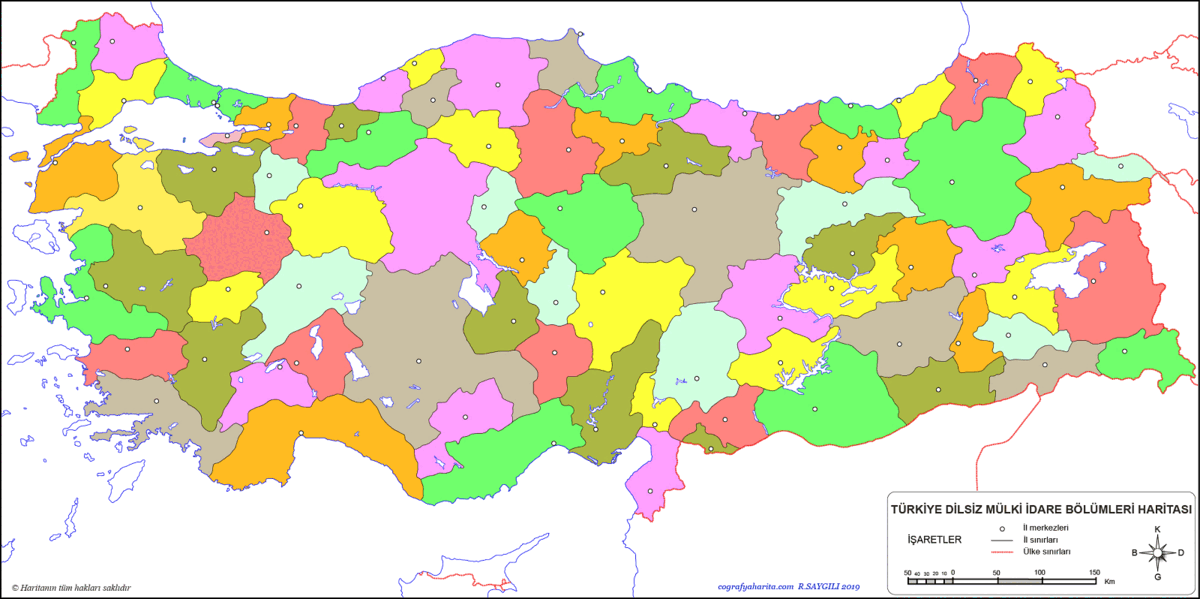 TÜRKİYE DİLSİZ MÜLKİ İDARE BÖLÜMLERİ HARİTASI
İŞARETLER
İl merkezleri
İl sınırları
Ülke sınırları
K
B D
G
50 40 30 20 10 0 50 100 150 Km
© Haritanın tüm hakları saklıdır
cografyaharita.com R.SAYGILI 2019